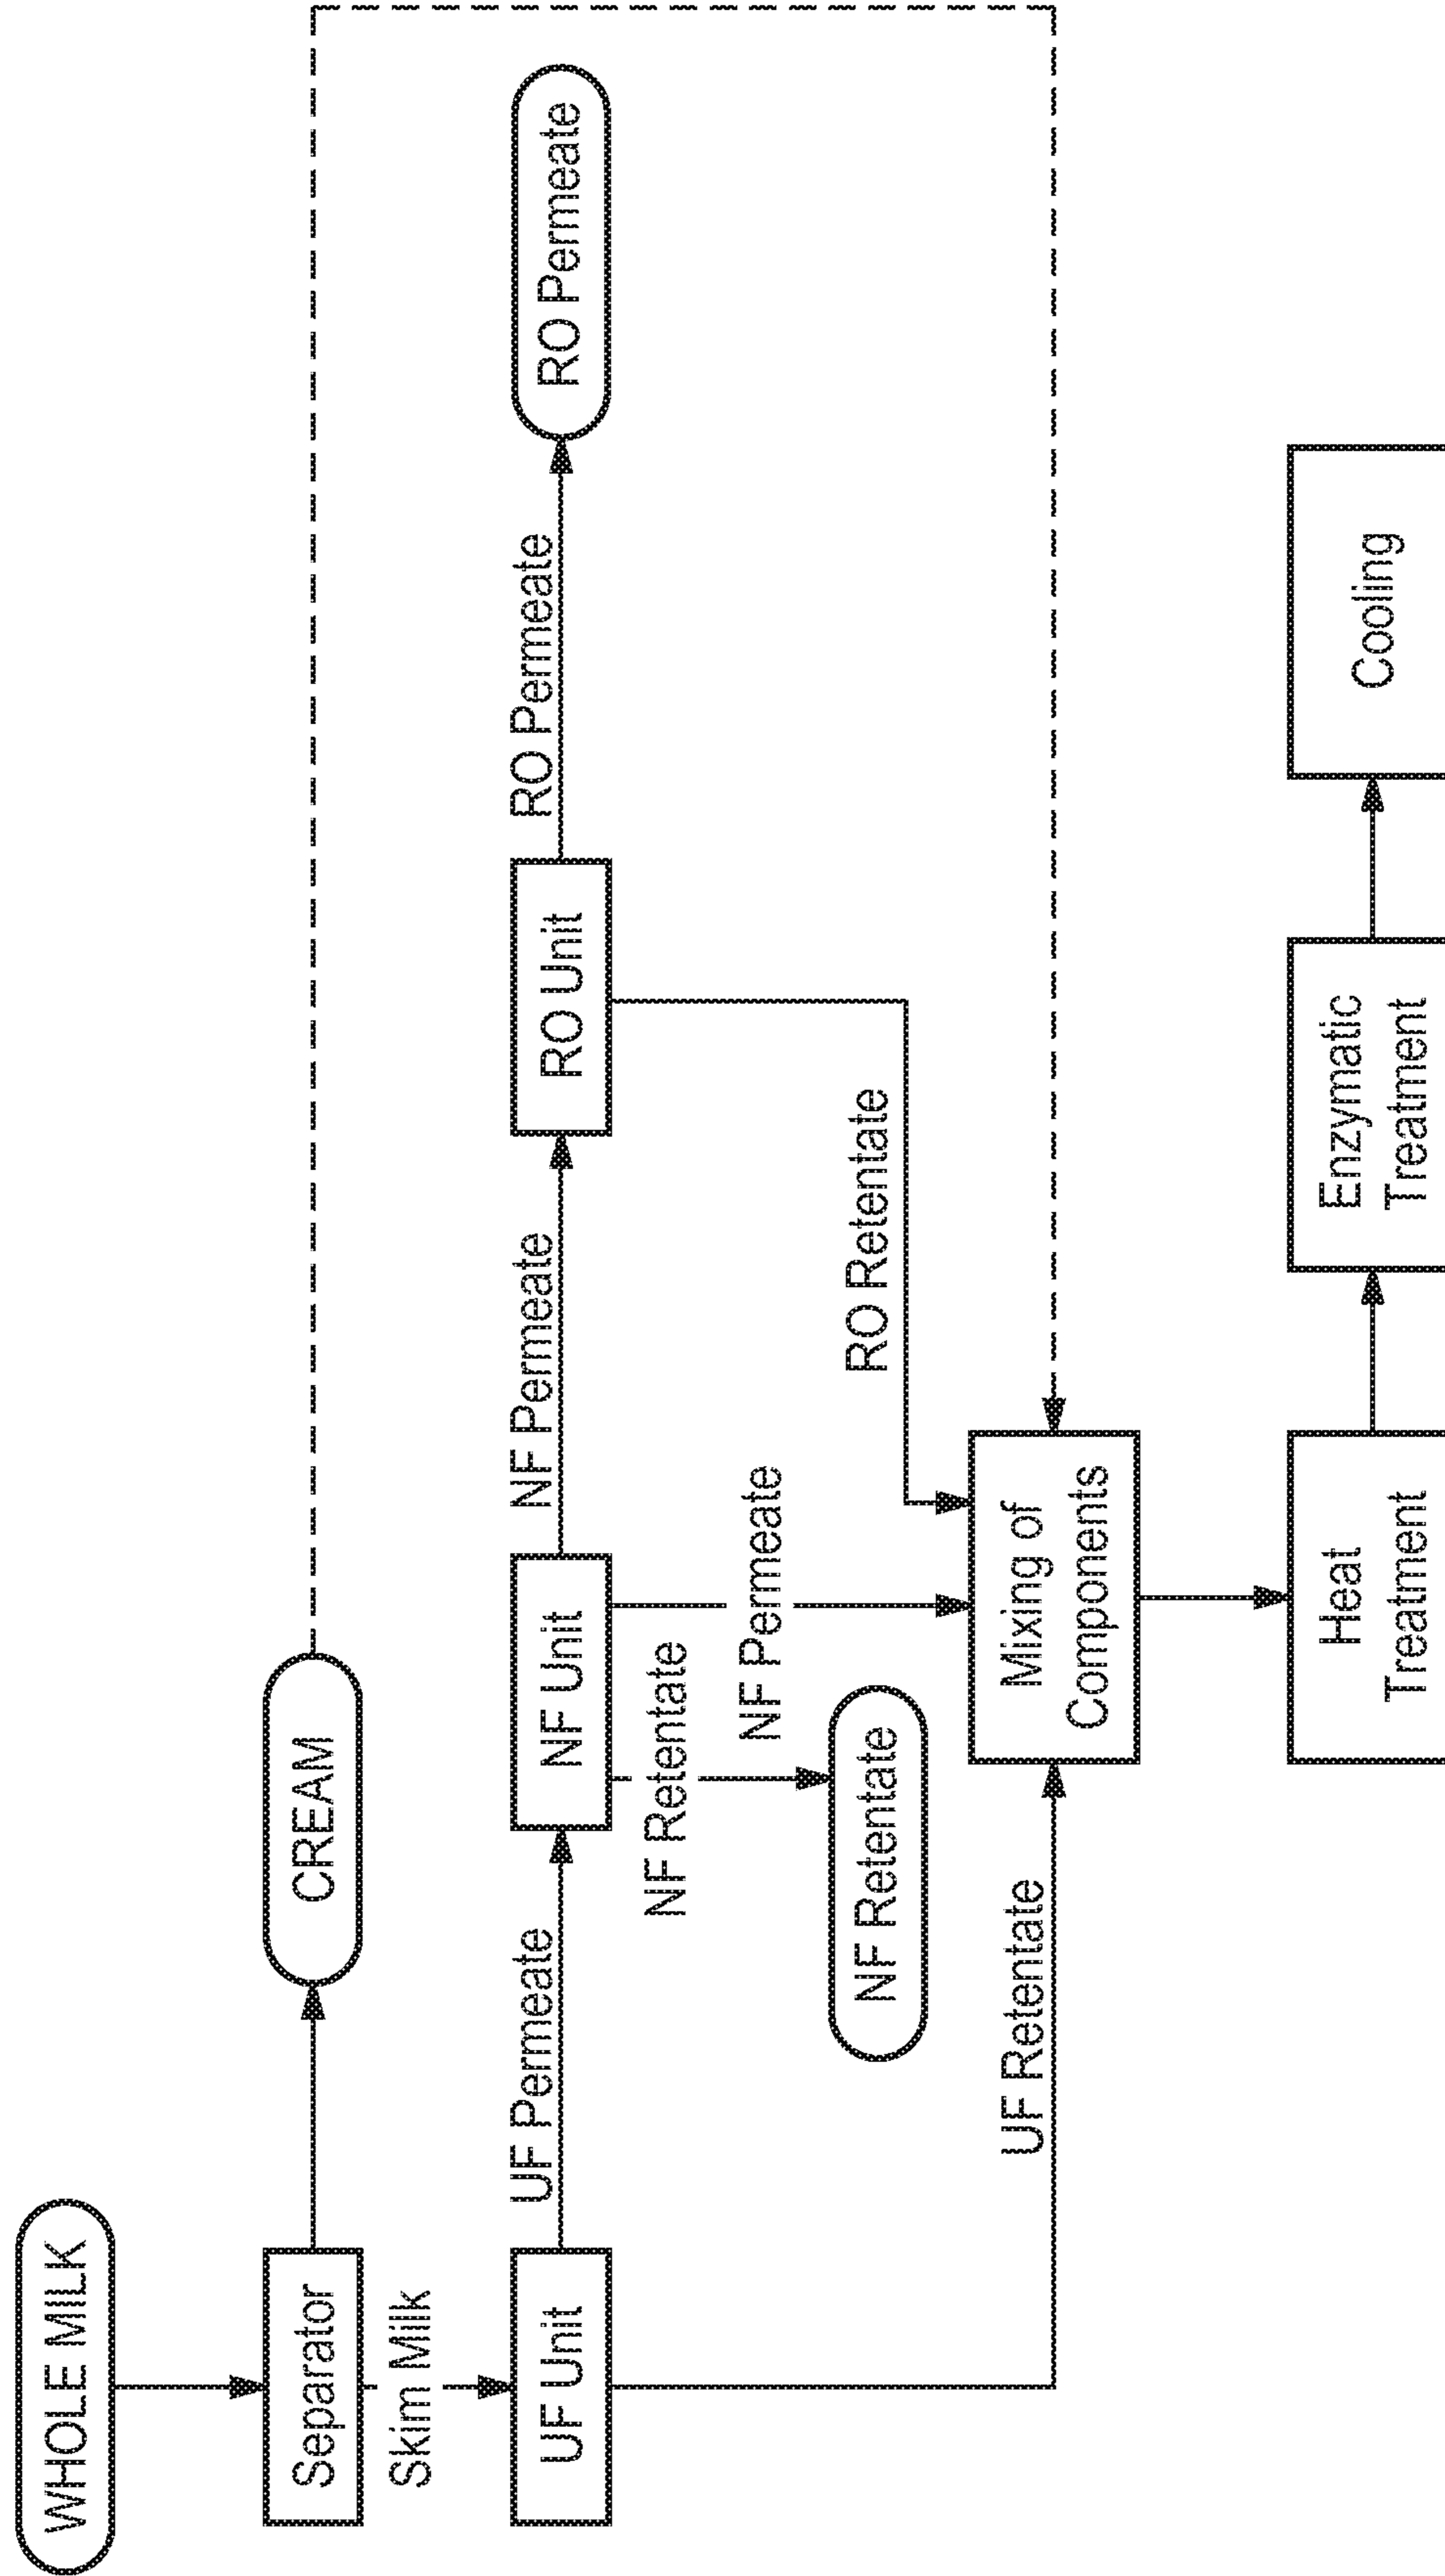 WHOLE MILK
Separator
CREAM
Skim Milk
UF Unit
UF Permeate
NF Unit
NF Permeate
RO Unit
RO Permeate
RO Permeate
NF Retentate
NF Permeate
RO Retentate
NF Retentate
UF Retentate
Mixing of
Components
Heat
Treatment
Enzymatic
Treatment
Cooling